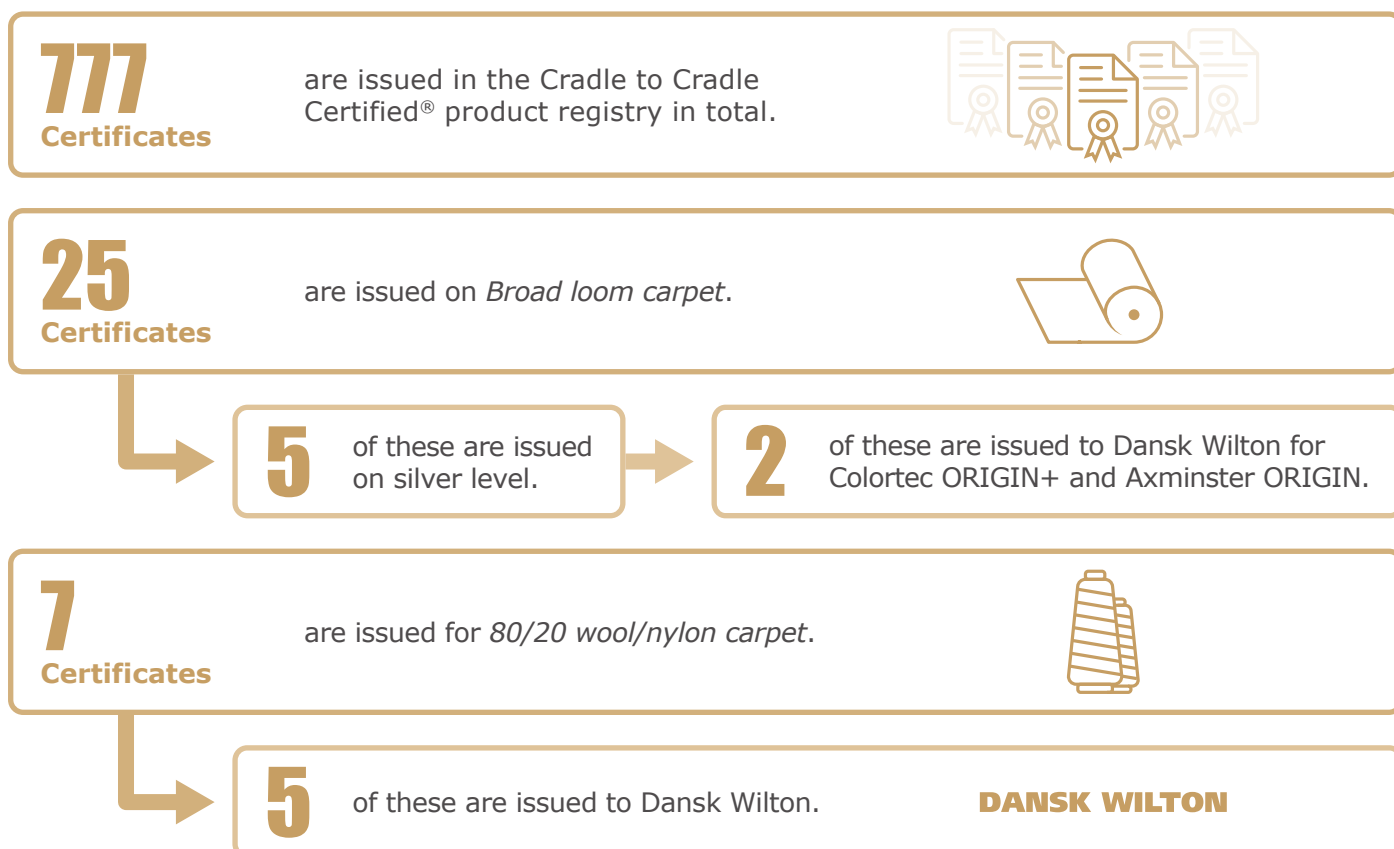 777
Certificates
are issued in the Cradle to Cradle
Certified® product registry in total.
25
Certificates
are issued on Broad loom carpet.
5
of these are issued
on silver level.
2
of these are issued to Dansk Wilton for
Colortec ORIGIN+ and Axminster ORIGIN.
7
Certificates
are issued for 80/20 wool/nylon carpet.
5
of these are issued to Dansk Wilton.
DANSK WILTON